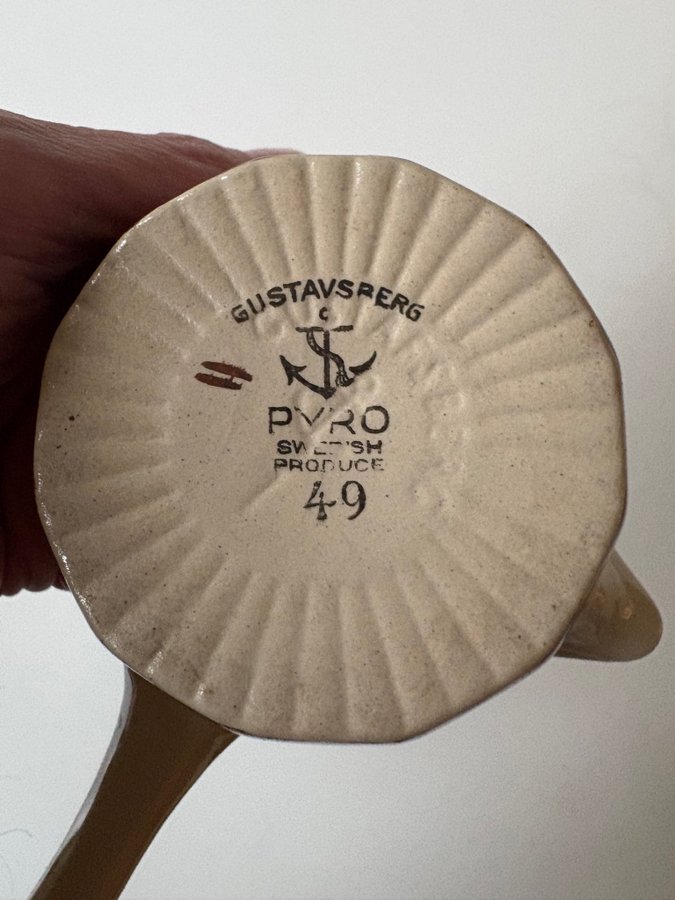 GUSTAVSBERG
C
PYRO
SWEDISH
PRODUCE
49